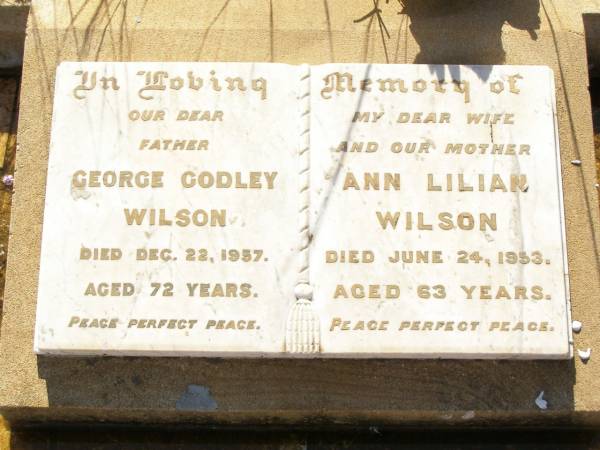 In Loving Memory of
OUR DEAR
FATHER
GEORGE GODLEY
WILSON
DIED DEC. 22, 1957.
AGED 72 YEARS.
PEACE PERFECT PEACE.
MY DEAR WIFE
AND OUR MOTHER
ANN LILIAN
WILSON
DIED JUNE 24, 1953.
AGED 63 YEARS.
PEACE PERFECT PEACE.